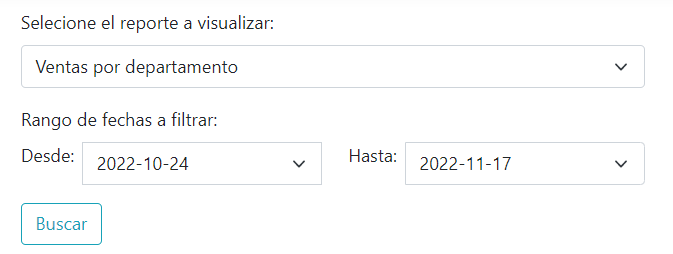 Selecione el reporte a visualizar:
Ventas por departamento
Rango de fechas a filtrar:
Desde: 2022-10-24 Hasta: 2022-11-17
Buscar